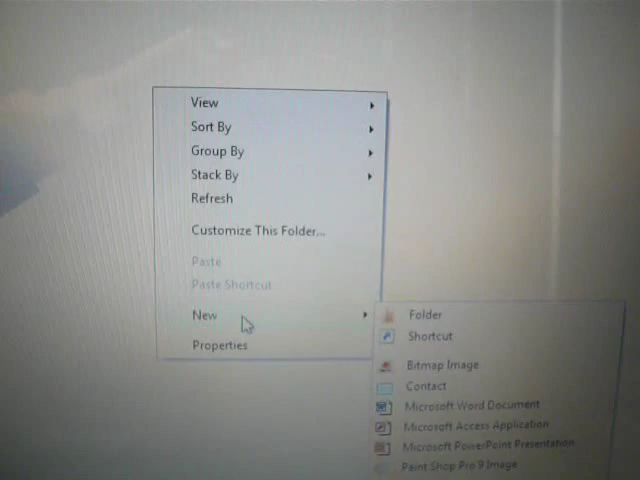 View
Sort By
Group By
Stack By
Refresh
Customize This Folder...
Paste
Paste Shortcut
New
Properties
Folder
Shortcut
Bitmap Image
Contact
Microsoft Word Document
Microsoft Access Application
Microsoft PowerPoint Presentation
Paint Shop Pro 9 Image